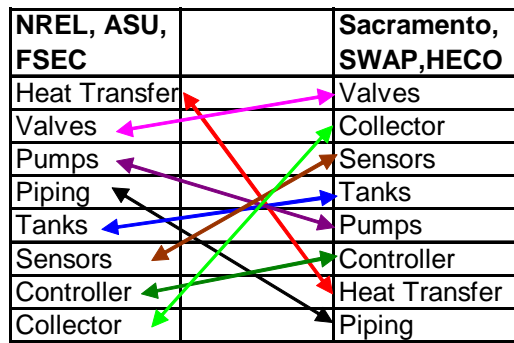 NREL, ASU,
FSEC
Sacramento,
SWAP,HECO
Heat Transfer
Valves
Valves
Collector
Pumps
Sensors
Piping
Tanks
Tanks
Pumps
Sensors
Controller
Controller
Heat Transfer
Collector
Piping